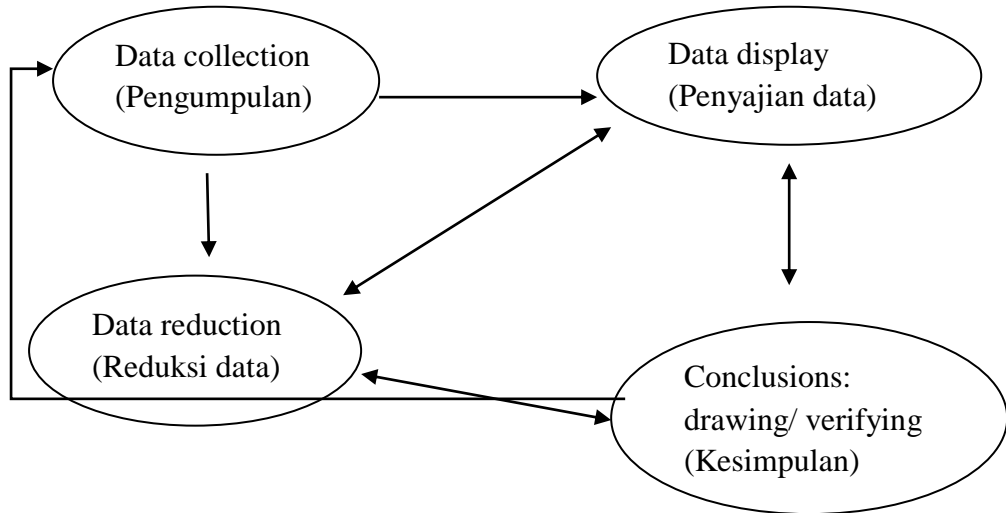 Data collection
(Pengumpulan)
Data display
(Penyajian data)
Data reduction
(Reduksi data)
Conclusions:
drawing/ verifying
(Kesimpulan)